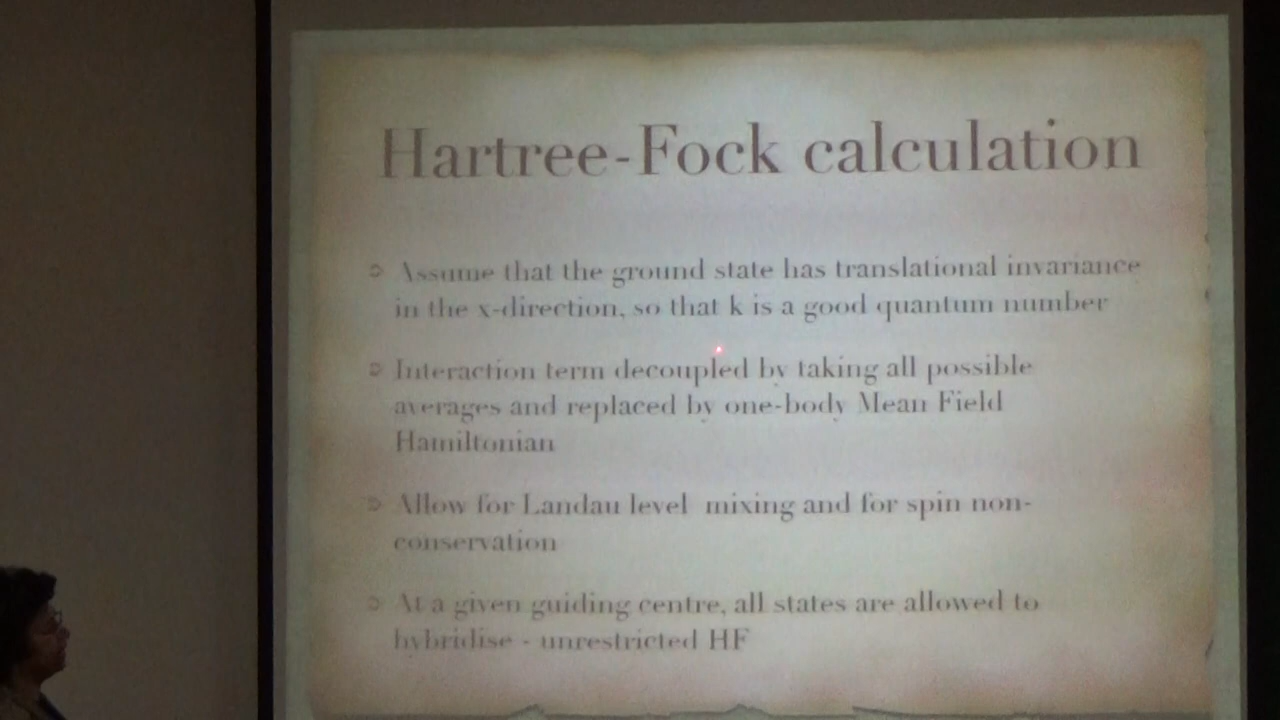 Hartree-Fock calculation
Assume that the ground state has translational invariance
in the x-direction, so that k is a good quantum number
Interaction term decoupled by taking all possible
averages and replaced by one-body Mean Field
Hamiltonian
Allow for Landau level mixing and for spin non-
conservation
At a given guiding centre, all states are allowed to
hybridise - unrestricted HF